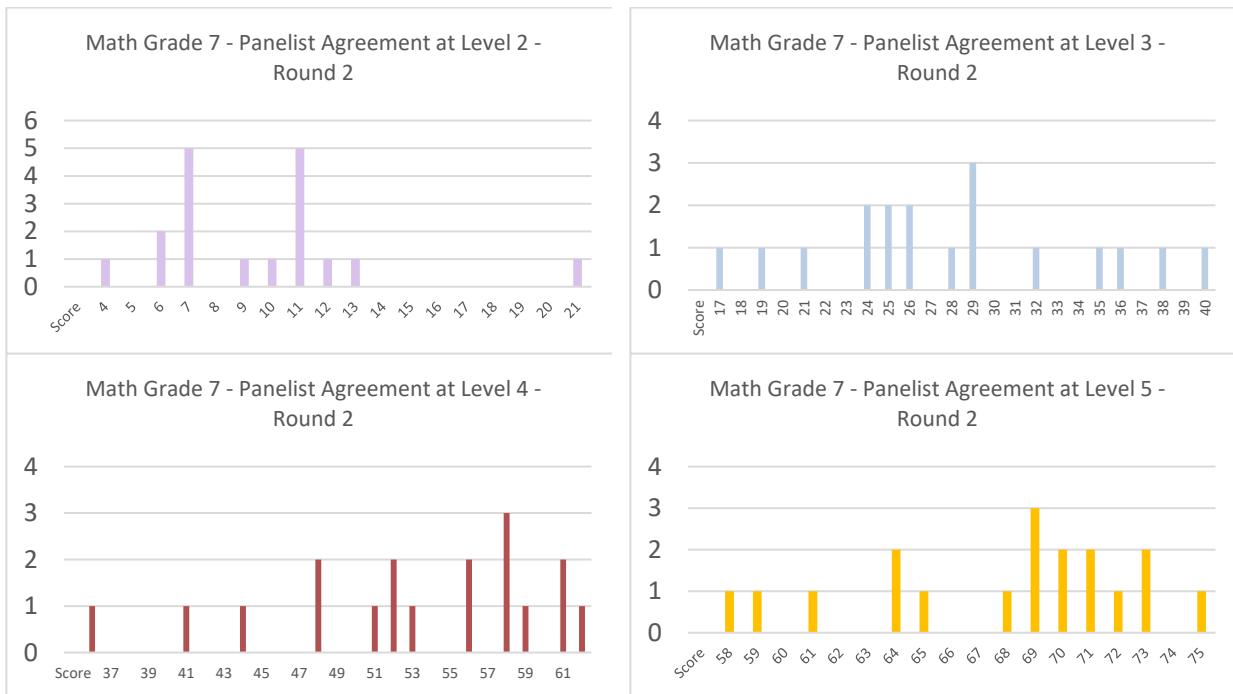 Math Grade 7 - Panelist Agreement at Level 2 -
Round 2
6
5
4
3
2
1
0
Score 4 5 6 7 8 9 10 11 12 13 14 15 16 17 18 19 20 21
Math Grade 7 - Panelist Agreement at Level 3 -
Round 2
4
3
2
1
0
Score 17 18 19 20 21 22 23 24 25 26 27 28 29 30 31 32 33 34 35 36 37 38 39 40
Math Grade 7 - Panelist Agreement at Level 4 -
Round 2
4
3
2
1
0
Score 37 39 41 43 45 47 49 51 53 55 57 59 61
Math Grade 7 - Panelist Agreement at Level 5 -
Round 2
4
3
2
1
0
Score 58 59 60 61 62 63 64 65 66 67 68 69 70 71 72 73 74 75